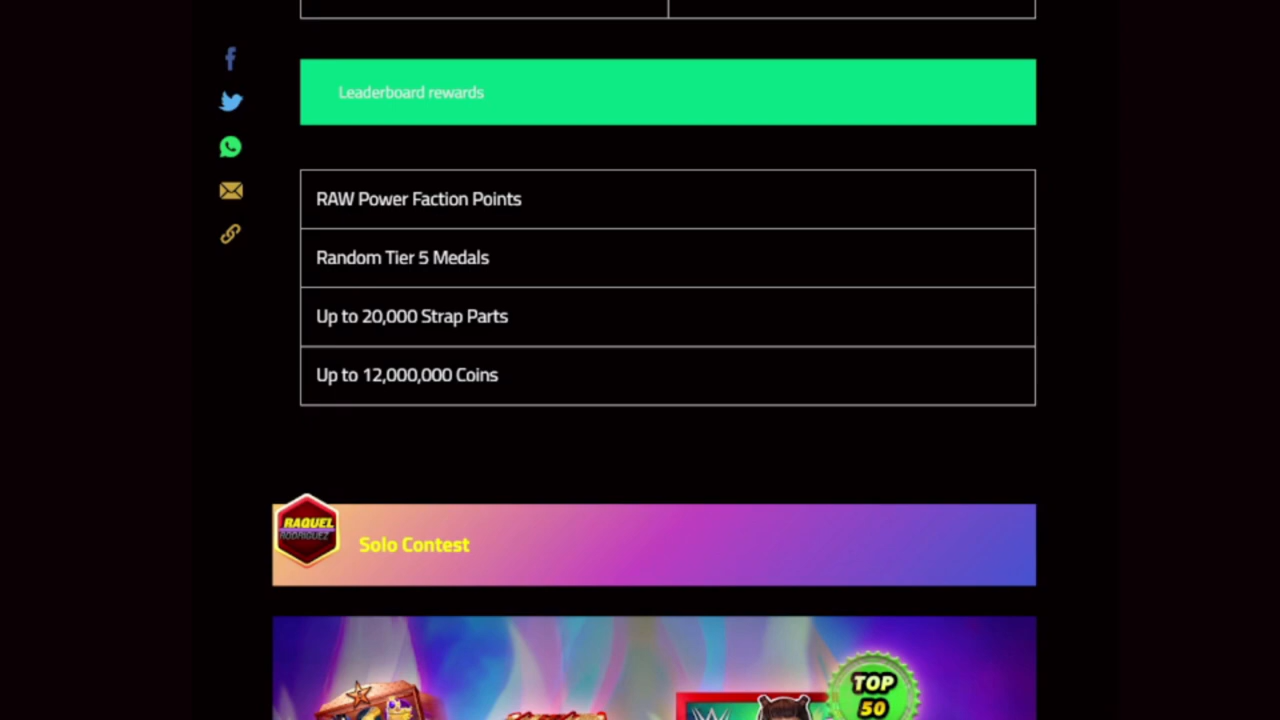 Leaderboard rewards
RAW Power Faction Points
Random Tier 5 Medals
Up to 20,000 Strap Parts
Up to 12,000,000 Coins
RAQUEL
RODRIGUEZ
Solo Contest
TOP
50